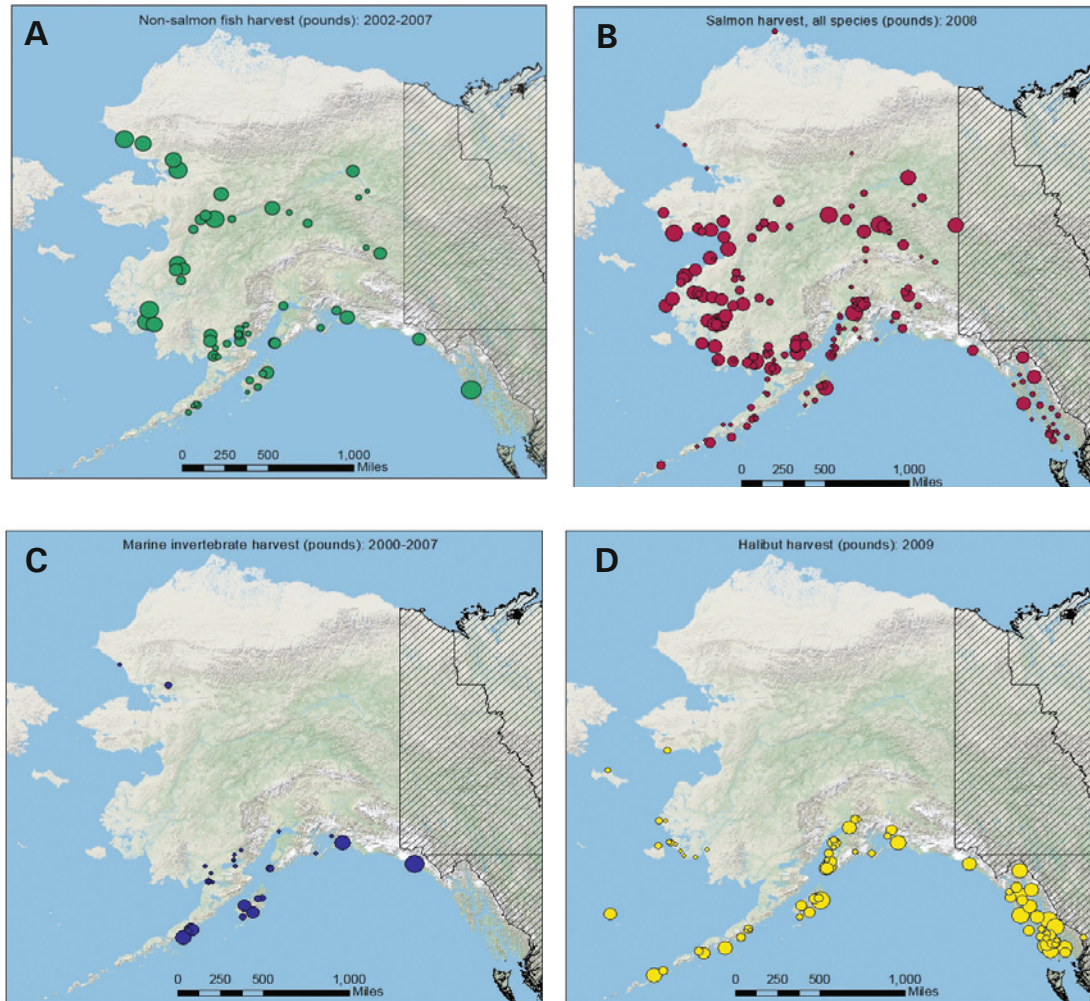 A
Non-salmon fish harvest (pounds): 2002-2007
0 250 500 1,000
Miles
B
Salmon harvest, all species (pounds): 2008
0 250 500 1,000
Miles
C
Marine invertebrate harvest (pounds): 2000-2007
0 250 500 1,000
Miles
D
Halibut harvest (pounds): 2009
0 250 500 1,000
Miles